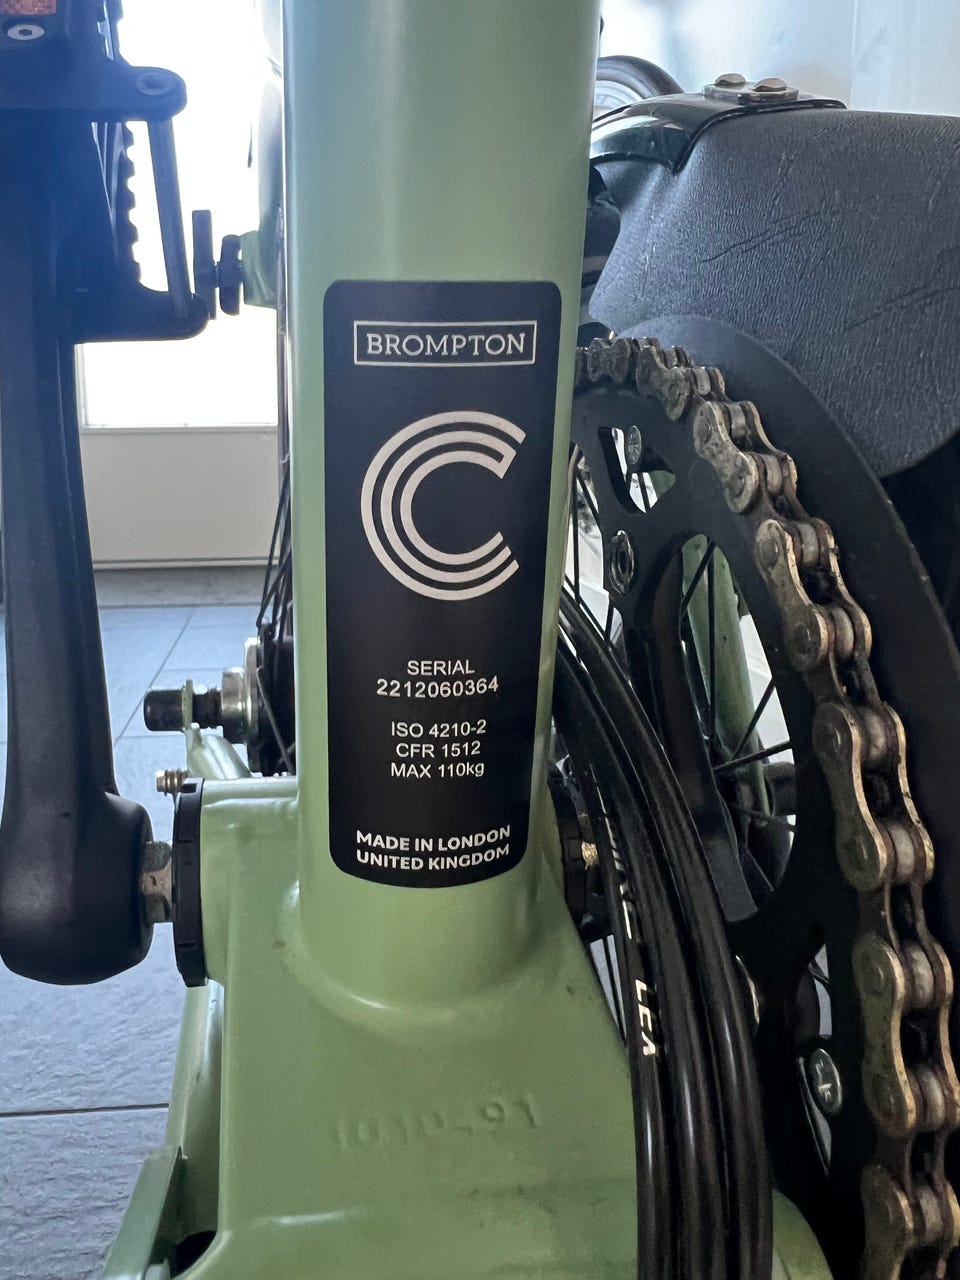 BROMPTON
C
SERIAL
2212060364
ISO 4210-2
CFR 1512
MAX 110kg
MADE IN LONDON
UNITED KINGDOM